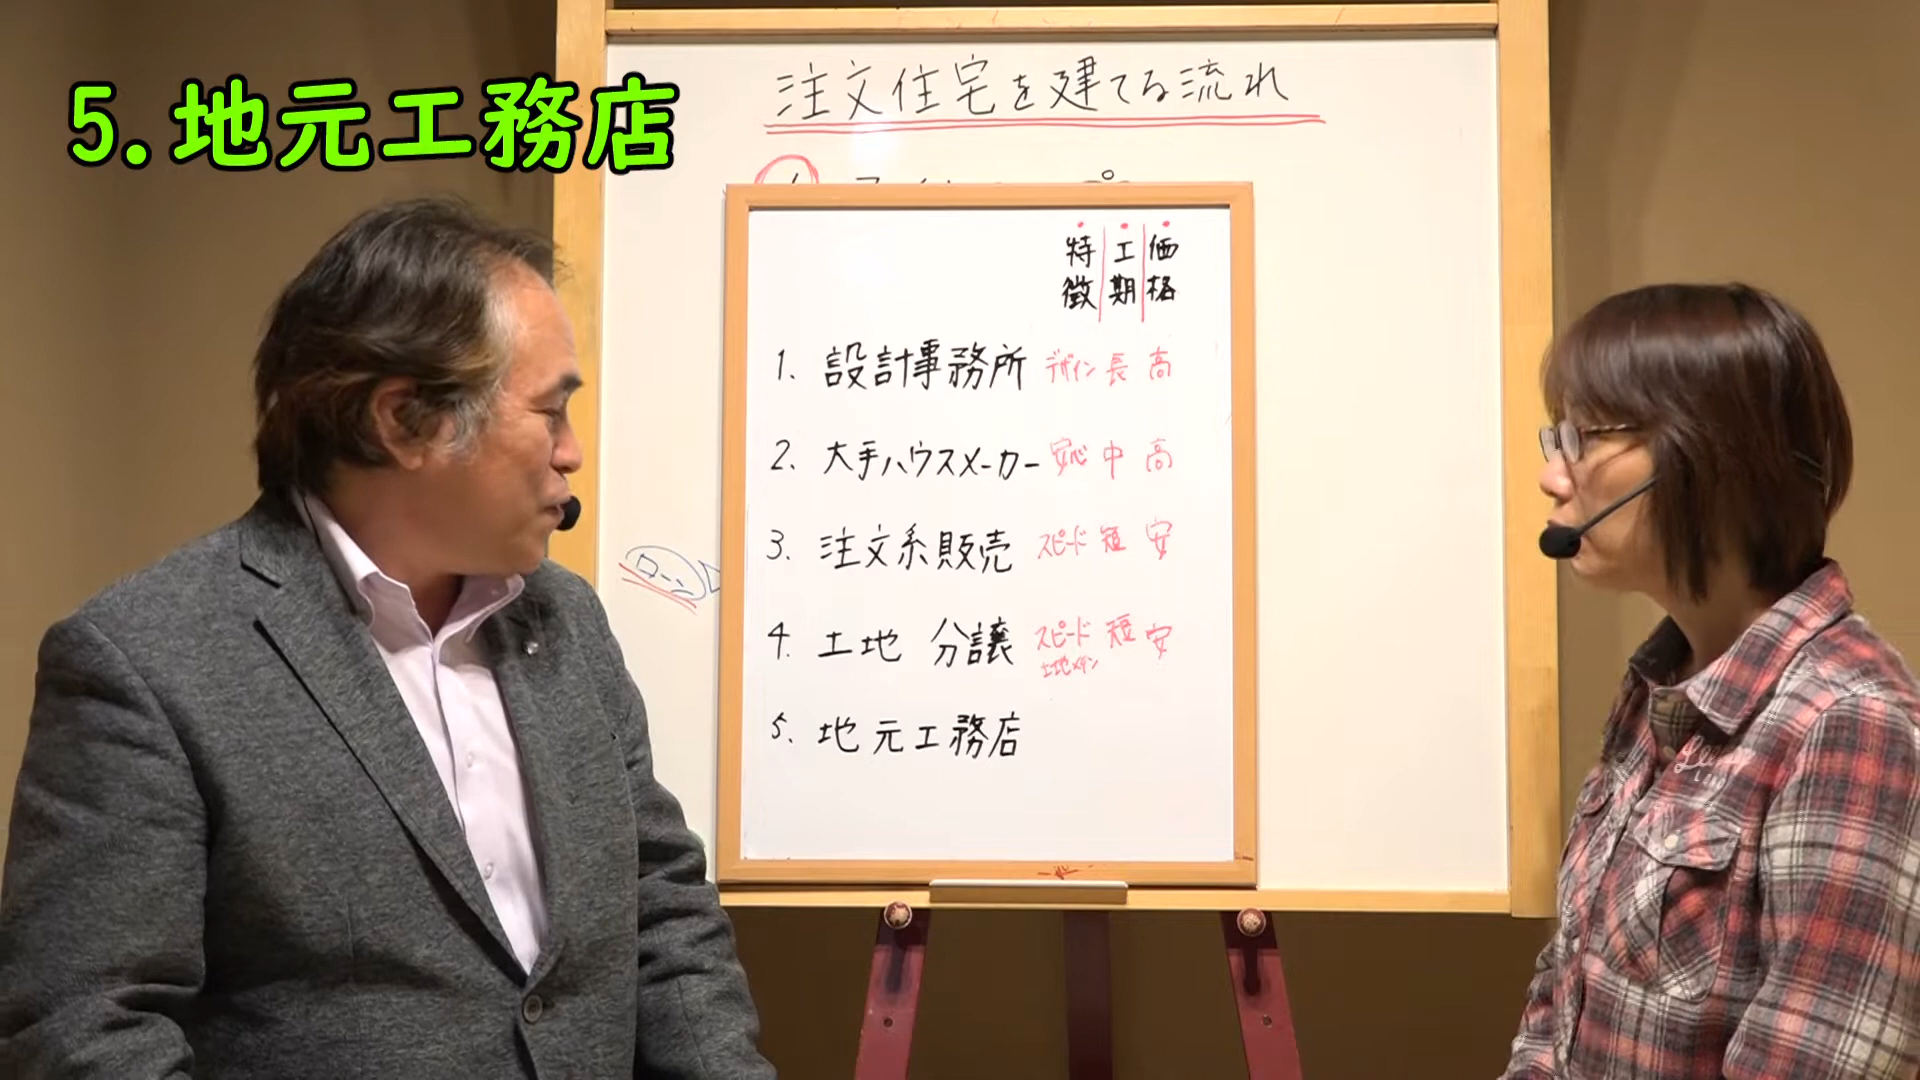 5.地元工務店
注文住宅を建てる流れ
特徴 工期 価格
1. 設計事務所 デザイン 長 高
2. 大手ハウスメーカー 安心 中 高
3. 注文系販売 スピード 短 安
ローン
4. 土地 分譲 スピード 短 安
土地メイン
5. 地元工務店